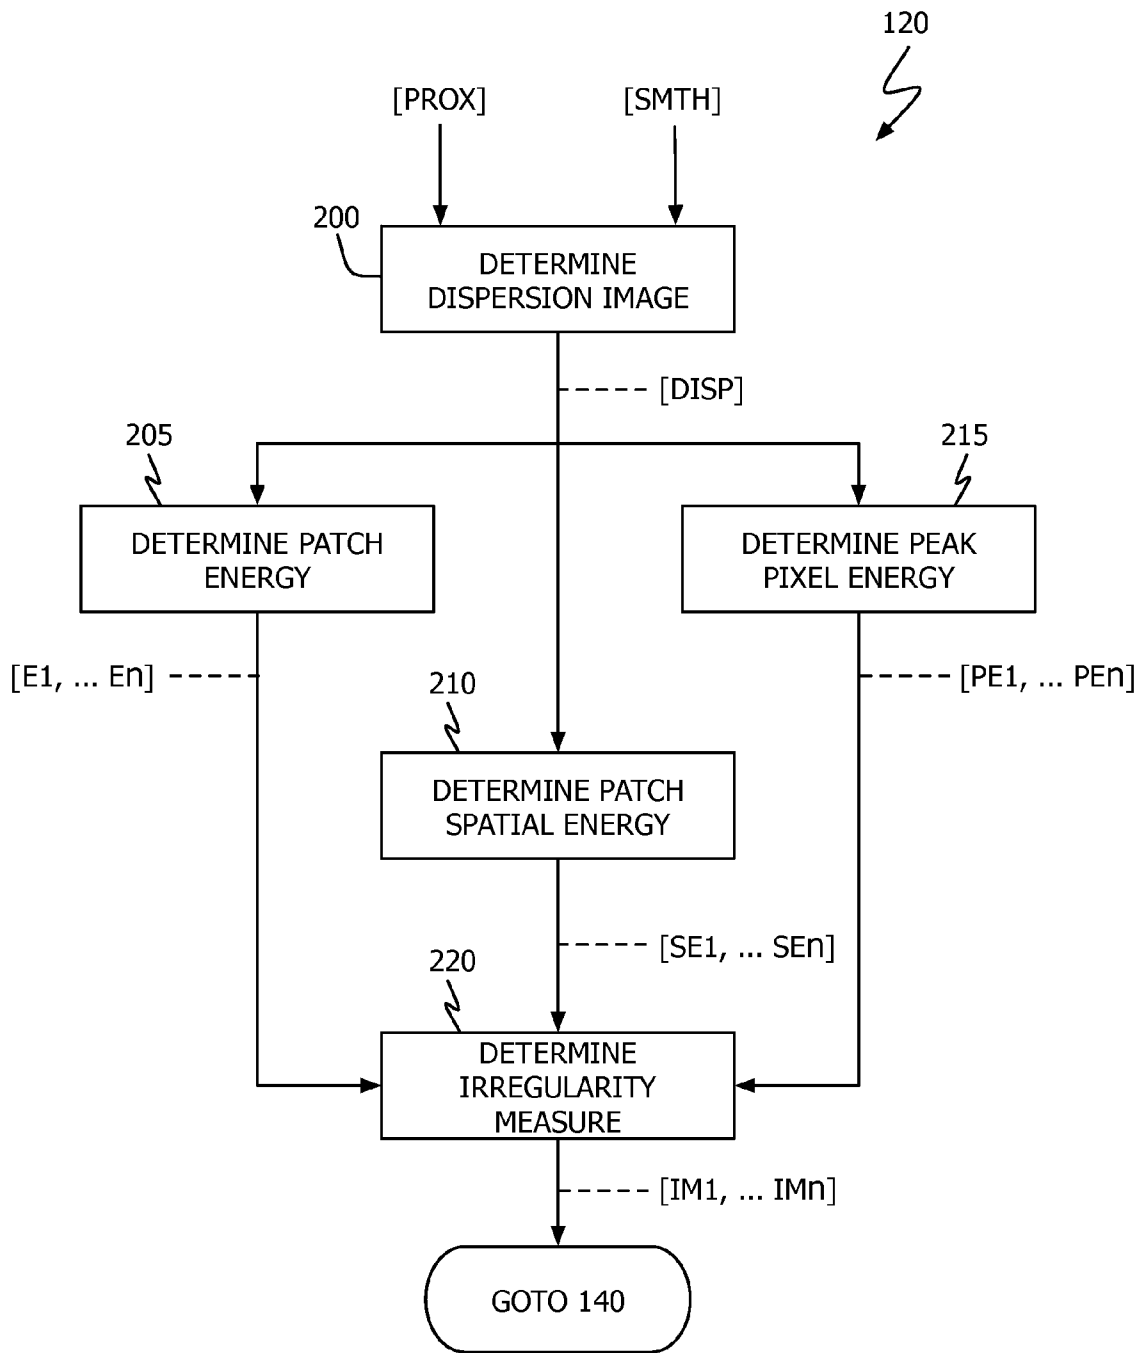 120
[PROX]
[SMTH]
200
DETERMINE
DISPERSION IMAGE
[DISP]
205
215
DETERMINE PATCH
ENERGY
DETERMINE PEAK
PIXEL ENERGY
[E1, ... En]
[PE1, ... PEn]
210
DETERMINE PATCH
SPATIAL ENERGY
[SE1, ... SEn]
220
DETERMINE
IRREGULARITY
MEASURE
[IM1, ... IMn]
GOTO 140